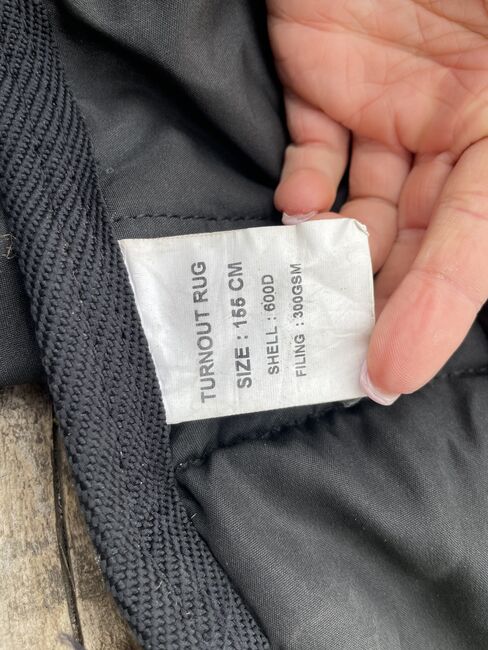 TURNOUT RUG
SIZE : 155 CM
SHELL : 600D
FILING : 300GSM